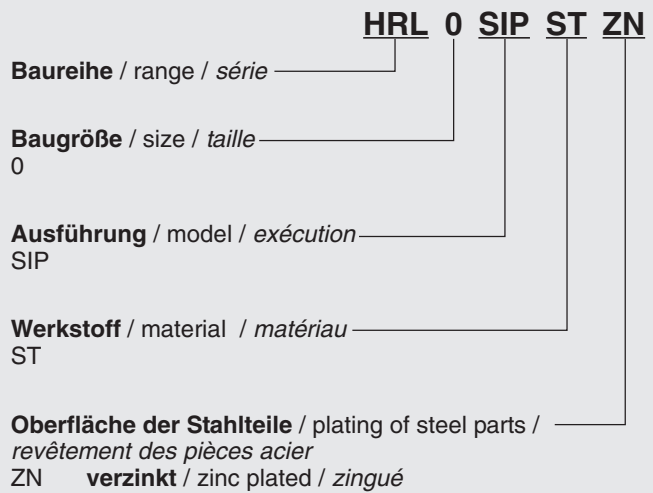 HRL 0 SIP ST ZN
Baureihe / range / série
Baugröße / size / taille
0
Ausführung / model / exécution
SIP
Werkstoff / material / matériau
ST
Oberfläche der Stahlteile / plating of steel parts /
revêtement des pièces acier
ZN verzinkt / zinc plated / zingué